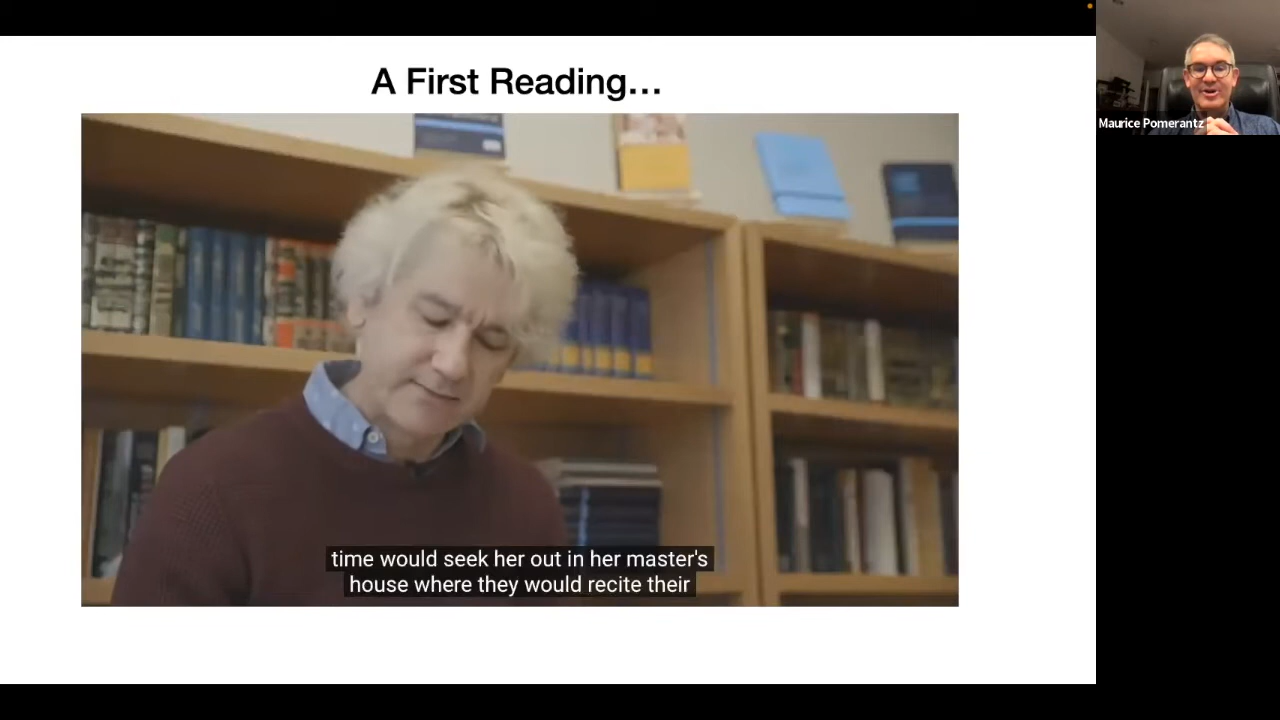 A First Reading...
Maurice Pomerantz
time would seek her out in her master's
house where they would recite their